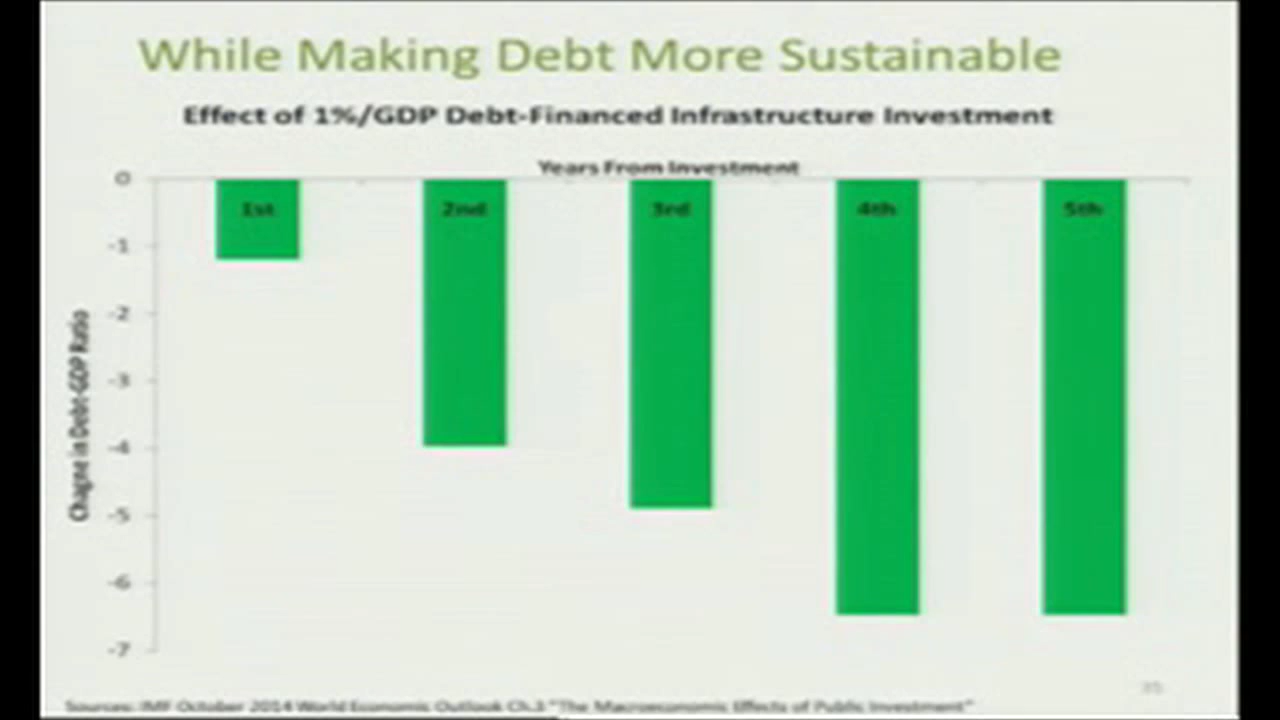 While Making Debt More Sustainable
Effect of 1%/GDP Debt-Financed Infrastructure Investment
Years From Investment
0
1st
2nd
3rd
4th
5th
-1
-2
-3
-4
-5
-6
-7
Chagne in Debt-GDP Ratio
35
Sources: IMF October 2014 World Economic Outlook Ch.3 "The Macroeconomic Effects of Public Investment"